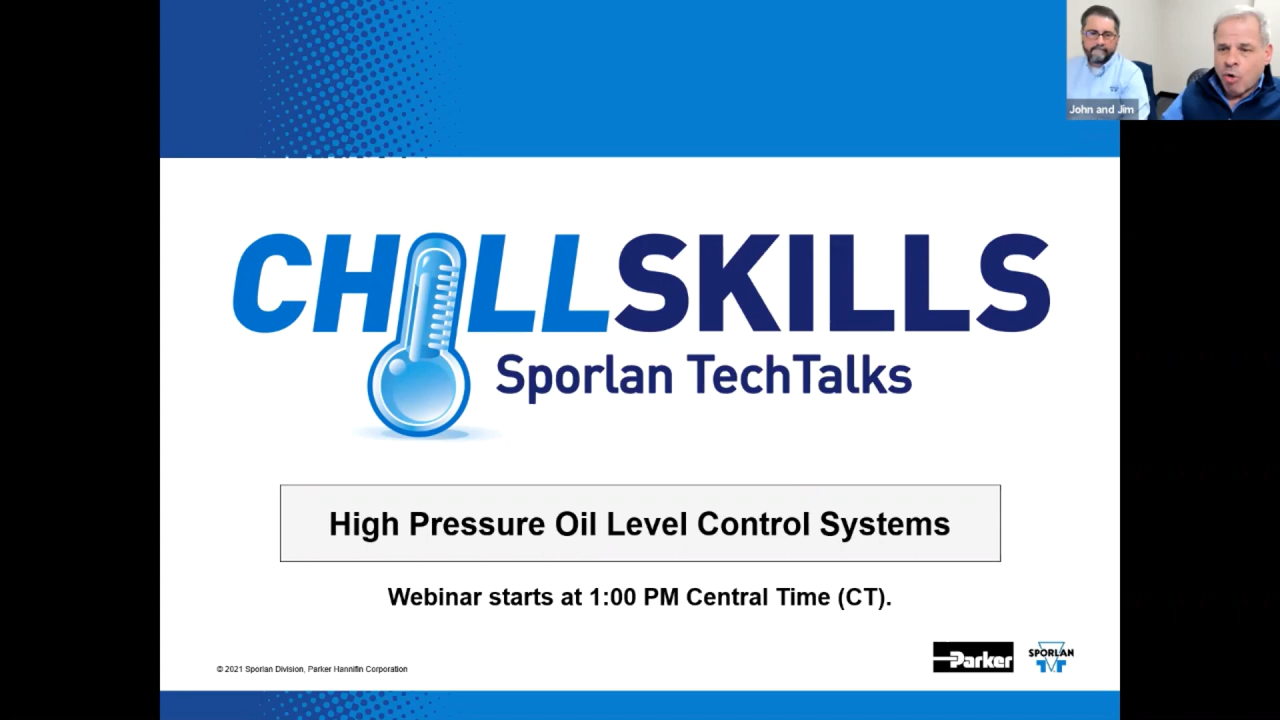 John and Jim
CHILLSKILLS
Sporlan TechTalks
High Pressure Oil Level Control Systems
Webinar starts at 1:00 PM Central Time (CT).
© 2021 Sporlan Division, Parker Hannifin Corporation
Parker
SPORLAN